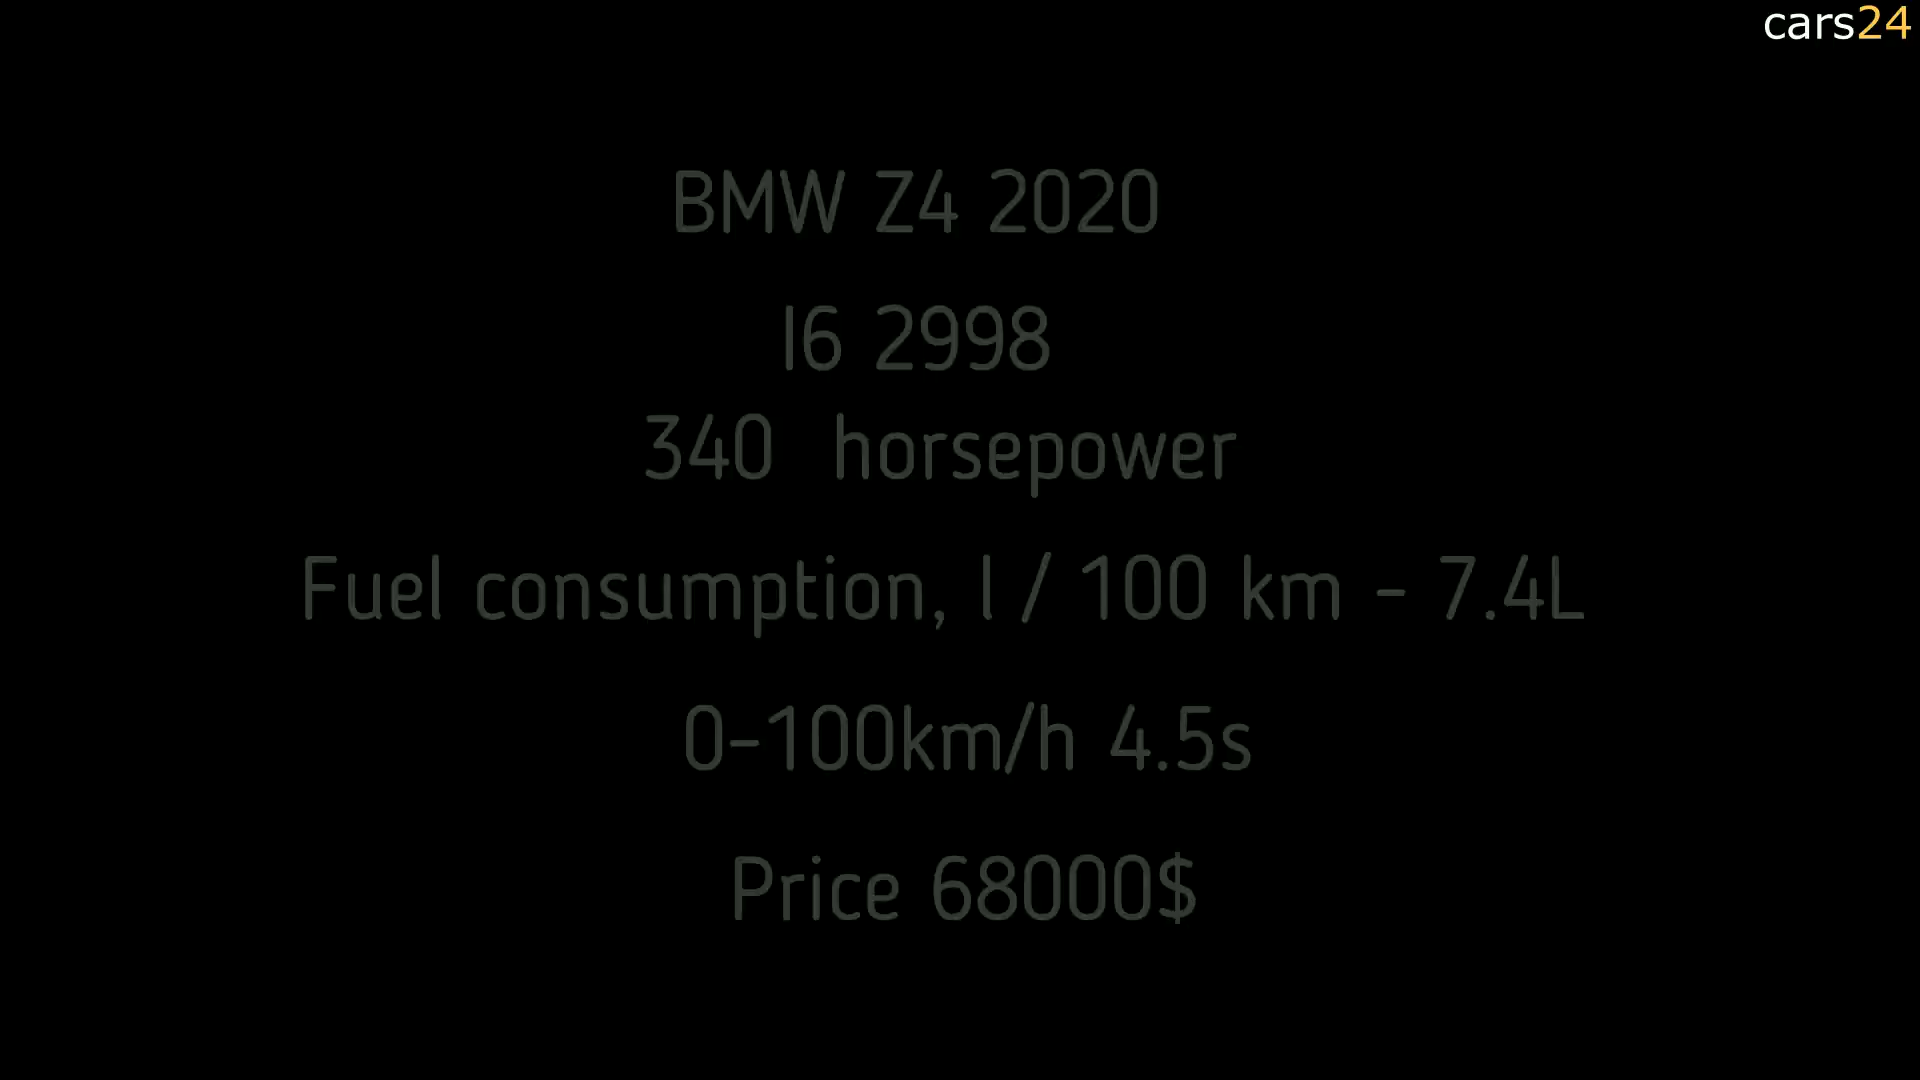 cars24
BMW Z4 2020
I6 2998
340 horsepower
Fuel consumption, l / 100 km - 7.4L
0-100km/h 4.5s
Price 68000$